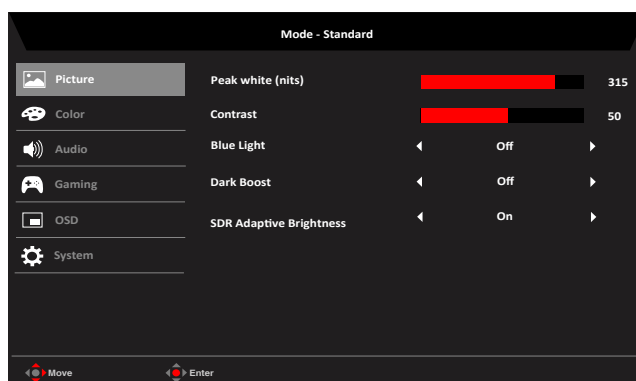 Mode - Standard
Picture
Peak white (nits) 315
Color
Contrast 50
Audio
Blue Light Off
Gaming
Dark Boost Off
OSD
SDR Adaptive Brightness On
System
Move Enter